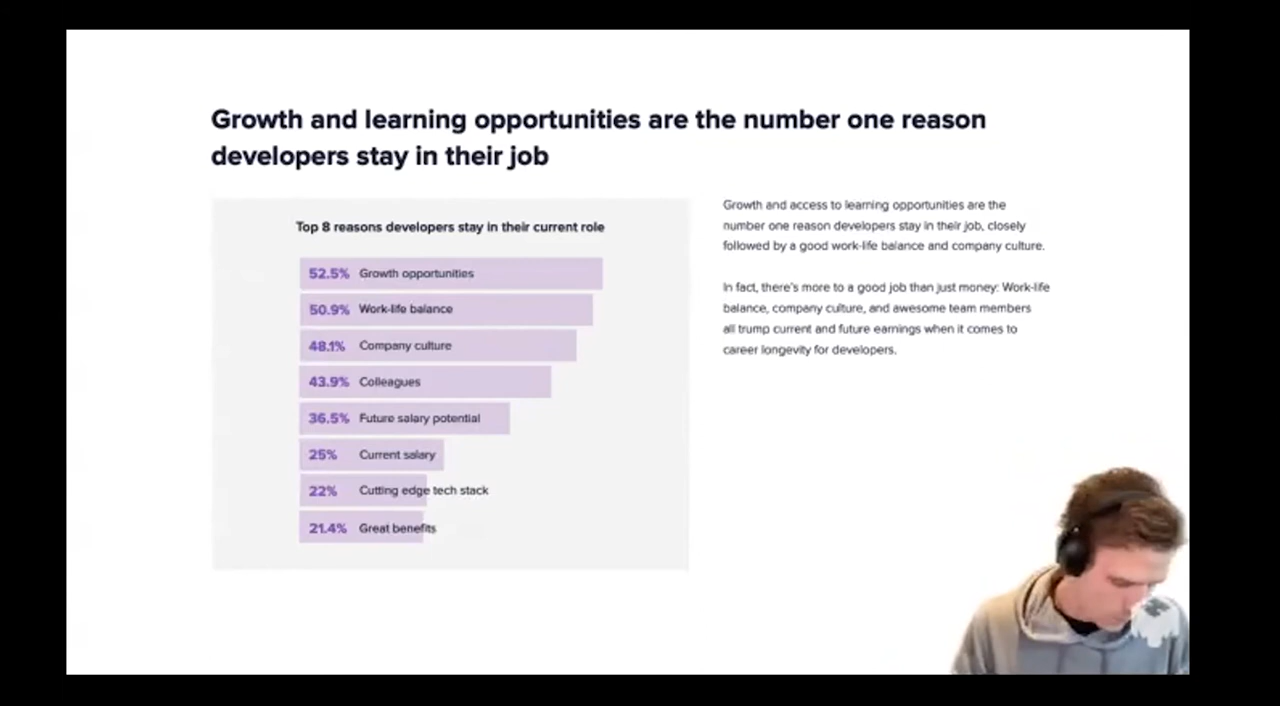 Growth and learning opportunities are the number one reason
developers stay in their job
Top 8 reasons developers stay in their current role
52.5% Growth opportunities
50.9% Work-life balance
48.1% Company culture
43.9% Colleagues
36.5% Future salary potential
25% Current salary
22% Cutting edge tech stack
21.4% Great benefits
Growth and access to learning opportunities are the
number one reason developers stay in their job, closely
followed by a good work-life balance and company culture.
In fact, there's more to a good job than just money: Work-life
balance, company culture, and awesome team members
all trump current and future earnings when it comes to
career longevity for developers.